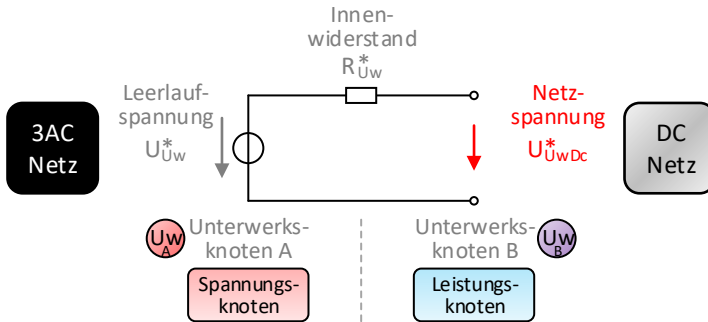 Innen-
widerstand
R*Uw
3AC
Netz
Leerlauf-
spannung
U*Uw
Netz-
spannung
U*UwDc
DC
Netz
Uw
A
Unterwerks-
knoten A
Unterwerks-
knoten B
Uw
B
Spannungs-
knoten
Leistungs-
knoten